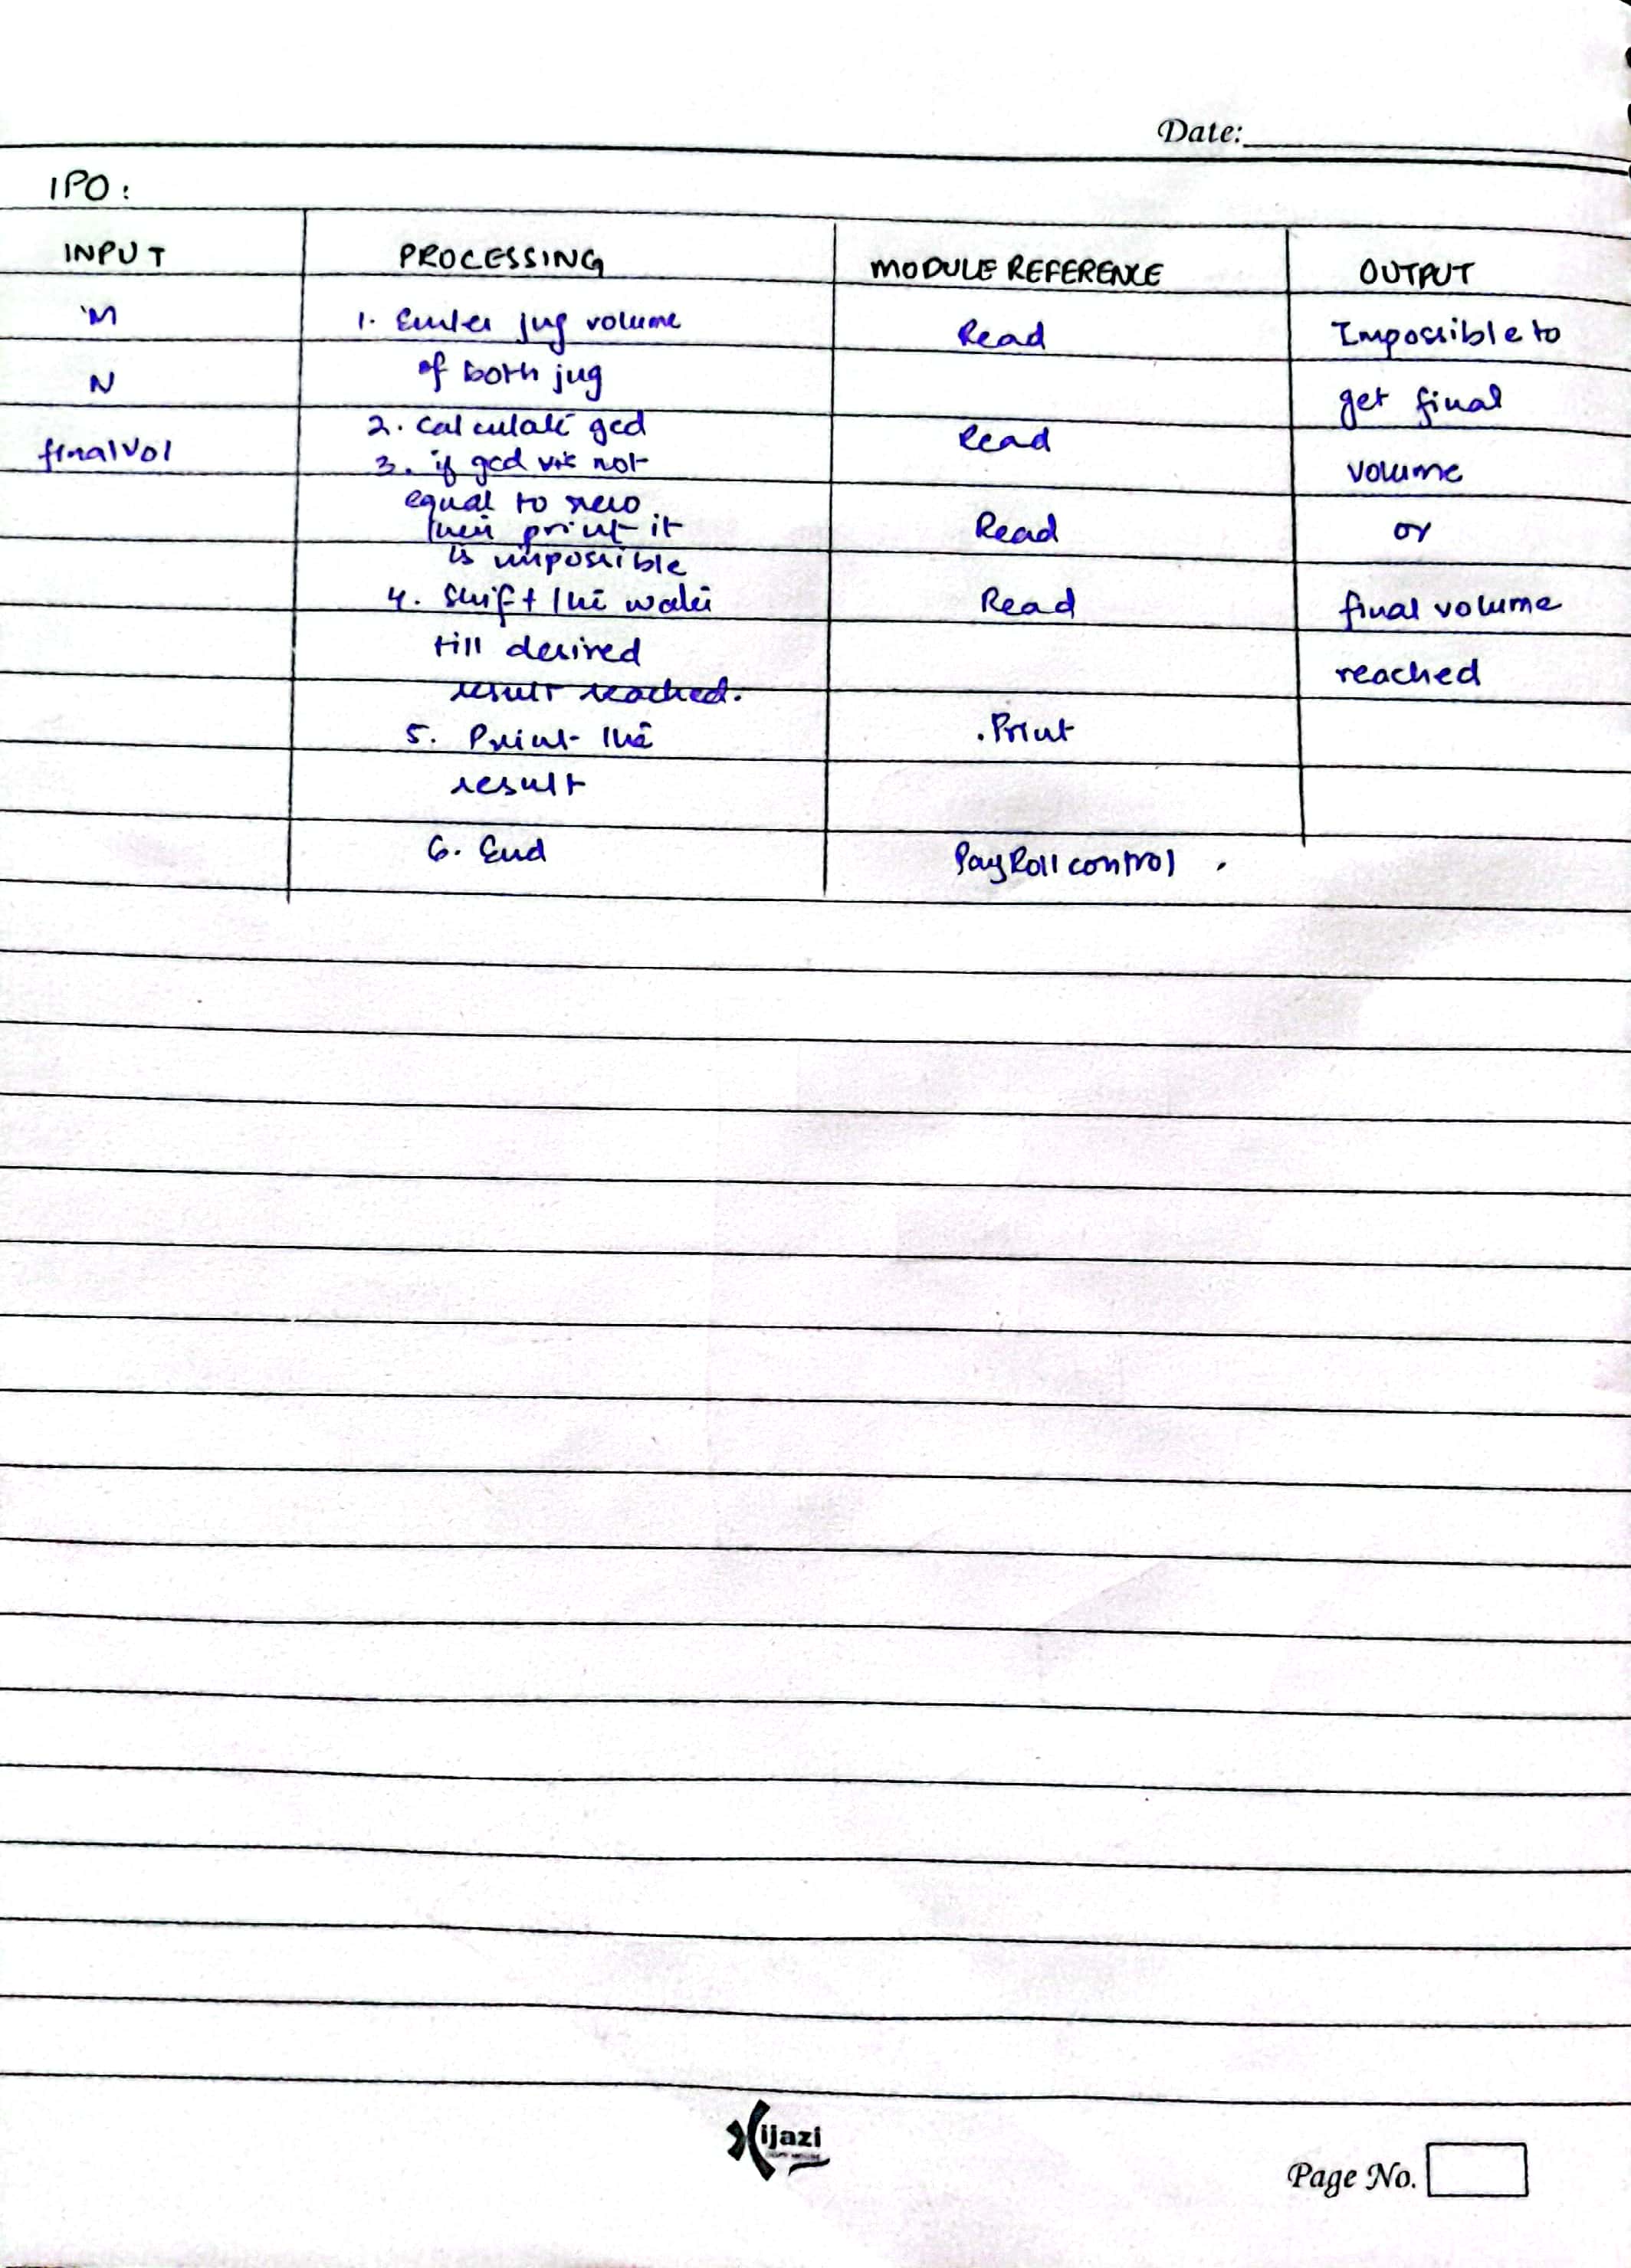 Date:
IPO:
INPUT PROCESSING MODULE REFERENCE OUTPUT
M 1. Enter jug volume Read Impossible to
N of both jug get final
finalVol 2. Calculate gcd Read volume
3. if gcd not
equal to zero
then print it Read or
is impossible
4. Shift the water Read final volume
till desired reached
result reached.
5. Print the .Print
result
6. End PayRoll control
ijazi
Page No.